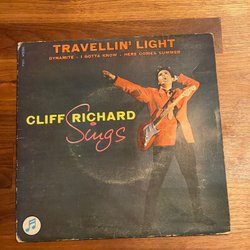 TRAVELLIN' LIGHT
DYNAMITE - I GOTTA KNOW - HERE COMES SUMMER
CLIFF RICHARD
Sings